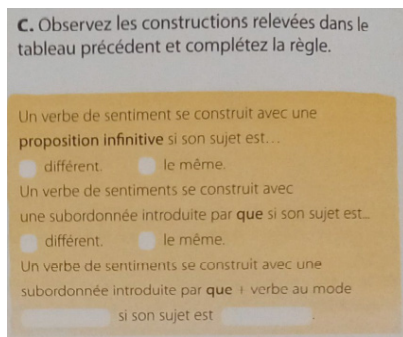 C. Observez les constructions relevées dans le
tableau précédent et complétez la règle.
Un verbe de sentiment se construit avec une
proposition infinitive si son sujet est...
différent. le même.
Un verbe de sentiments se construit avec
une subordonnée introduite par que si son sujet est...
différent. le même.
Un verbe de sentiments se construit avec une
subordonnée introduite par que + verbe au mode
si son sujet est .